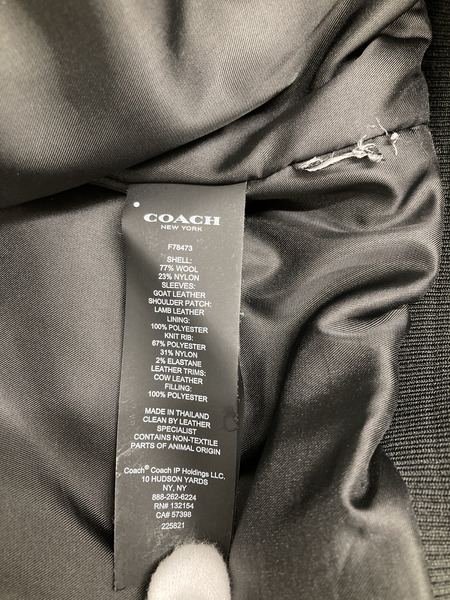 COACH
NEW YORK
F76473
SHELL:
77% WOOL
23% NYLON
SLEEVES:
GOAT LEATHER
SHOULDER PATCH:
LAMB LEATHER
LINING:
100% POLYESTER
KNIT RIB:
67% POLYESTER
31% NYLON
2% ELASTANE
LEATHER TRIMS:
COW LEATHER
FILLING:
100% POLYESTER
MADE IN THAILAND
CLEAN BY LEATHER
SPECIALIST
CONTAINS NON-TEXTILE
PARTS OF ANIMAL ORIGIN
Coach® Coach IP Holdings LLC.
10 HUDSON YARDS
NY, NY
888-262-6224
RN# 132154
CA# 57398
225821